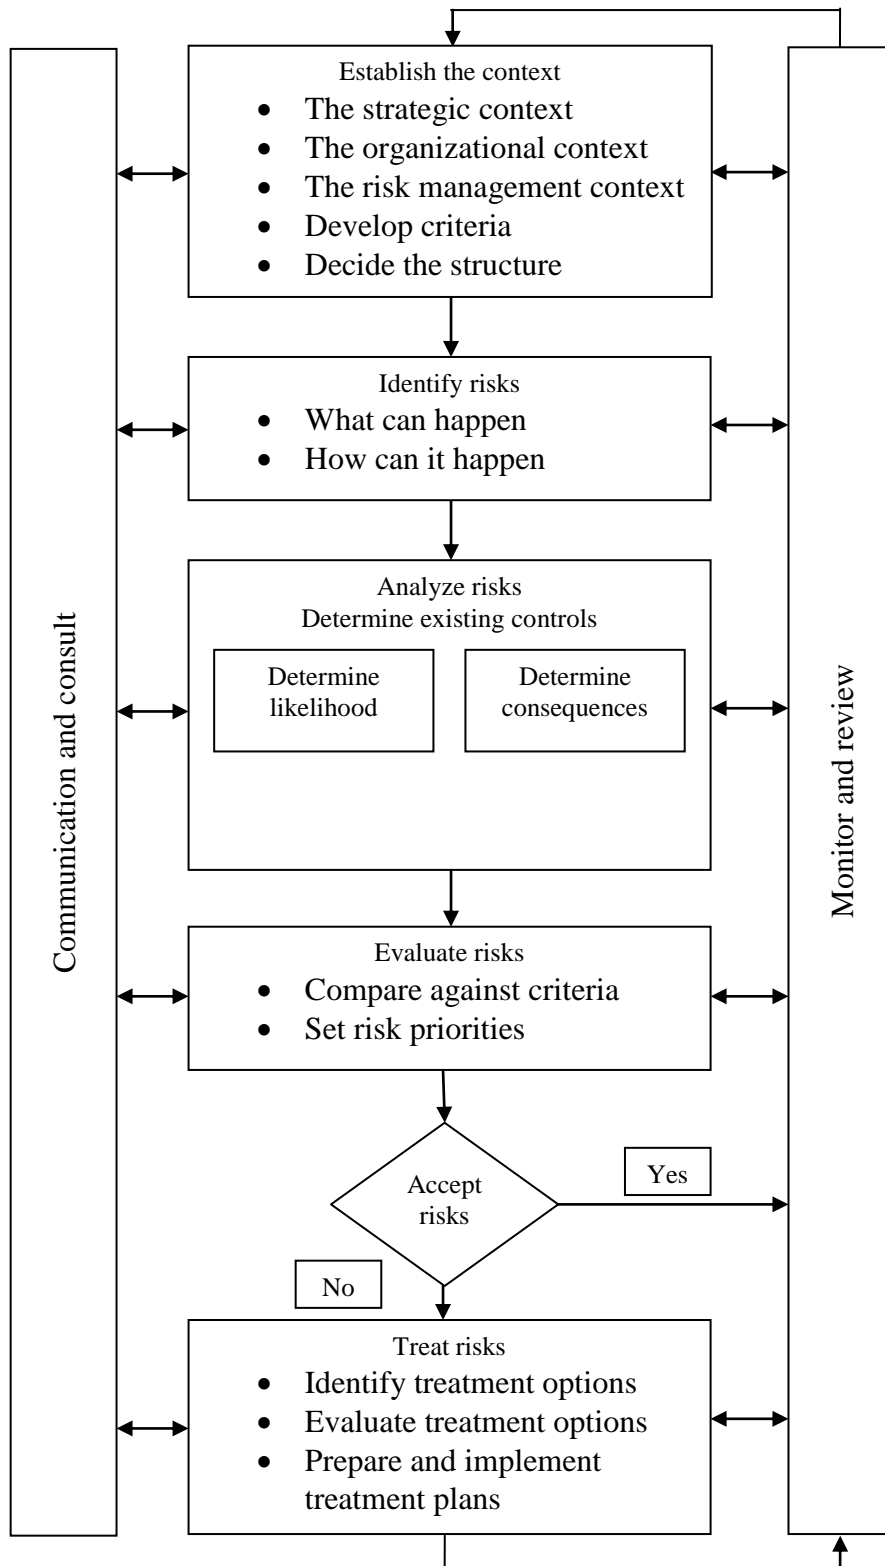 Establish the context
• The strategic context
• The organizational context
• The risk management context
• Develop criteria
• Decide the structure
Identify risks
• What can happen
• How can it happen
Analyze risks
Determine existing controls
Determine
likelihood
Determine
consequences
Evaluate risks
• Compare against criteria
• Set risk priorities
Accept
risks
Yes
No
Treat risks
• Identify treatment options
• Evaluate treatment options
• Prepare and implement
treatment plans
Communication and consult
Monitor and review